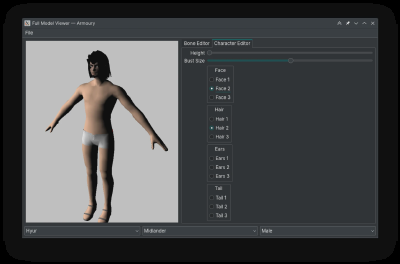 Full Model Viewer — Armoury
File
Bone Editor Character Editor
Height
Bust Size
Face
Face 1
Face 2
Face 3
Hair
Hair 1
Hair 2
Hair 3
Ears
Ears 1
Ears 2
Ears 3
Tail
Tail 1
Tail 2
Tail 3
Hyur Midlander Male